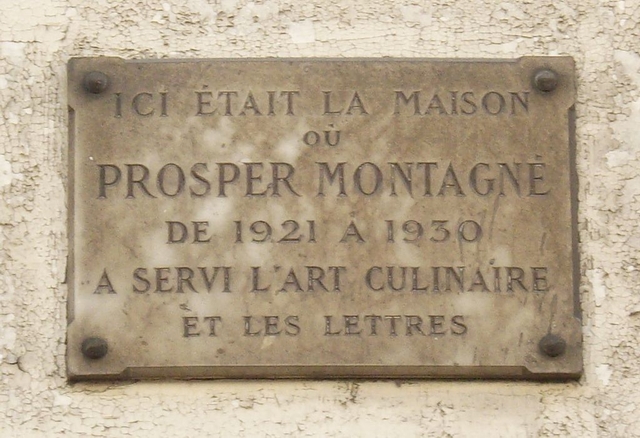 ICI ÉTAIT LA MAISON
OÙ
PROSPER MONTAGNÉ
DE 1921 A 1930
A SERVI L'ART CULINAIRE
ET LES LETTRES